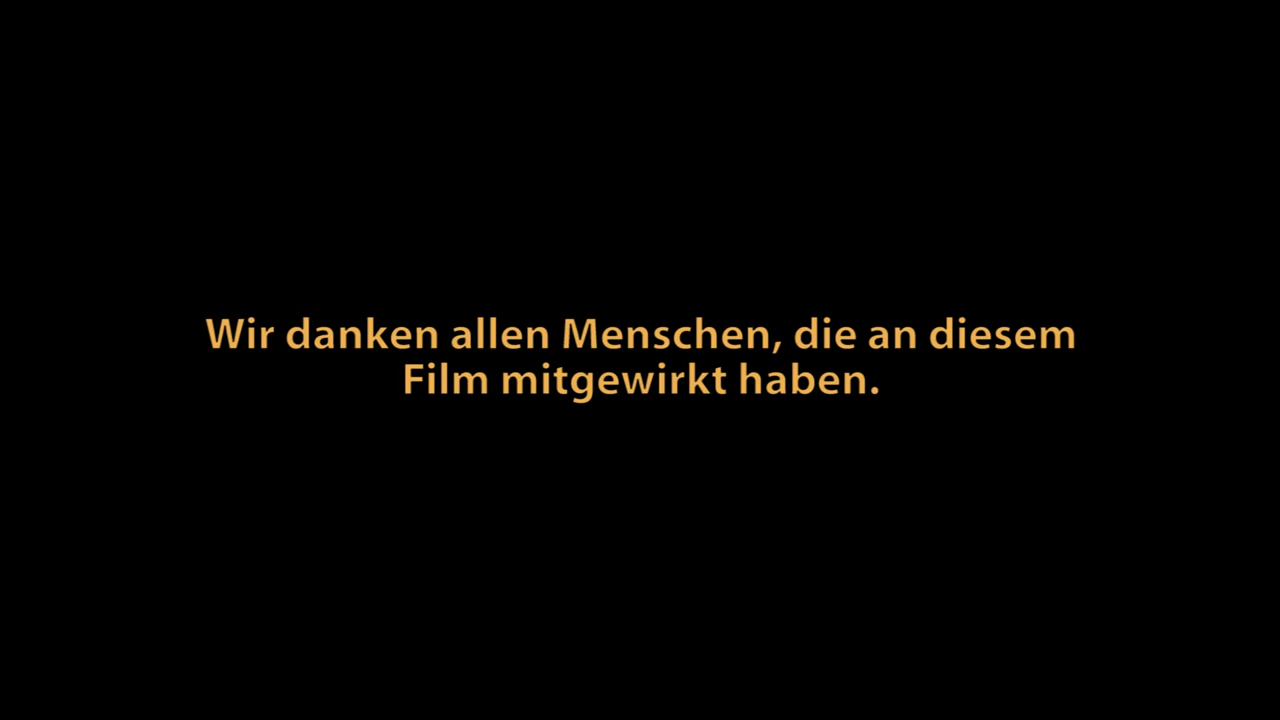 Wir danken allen Menschen, die an diesem
Film mitgewirkt haben.